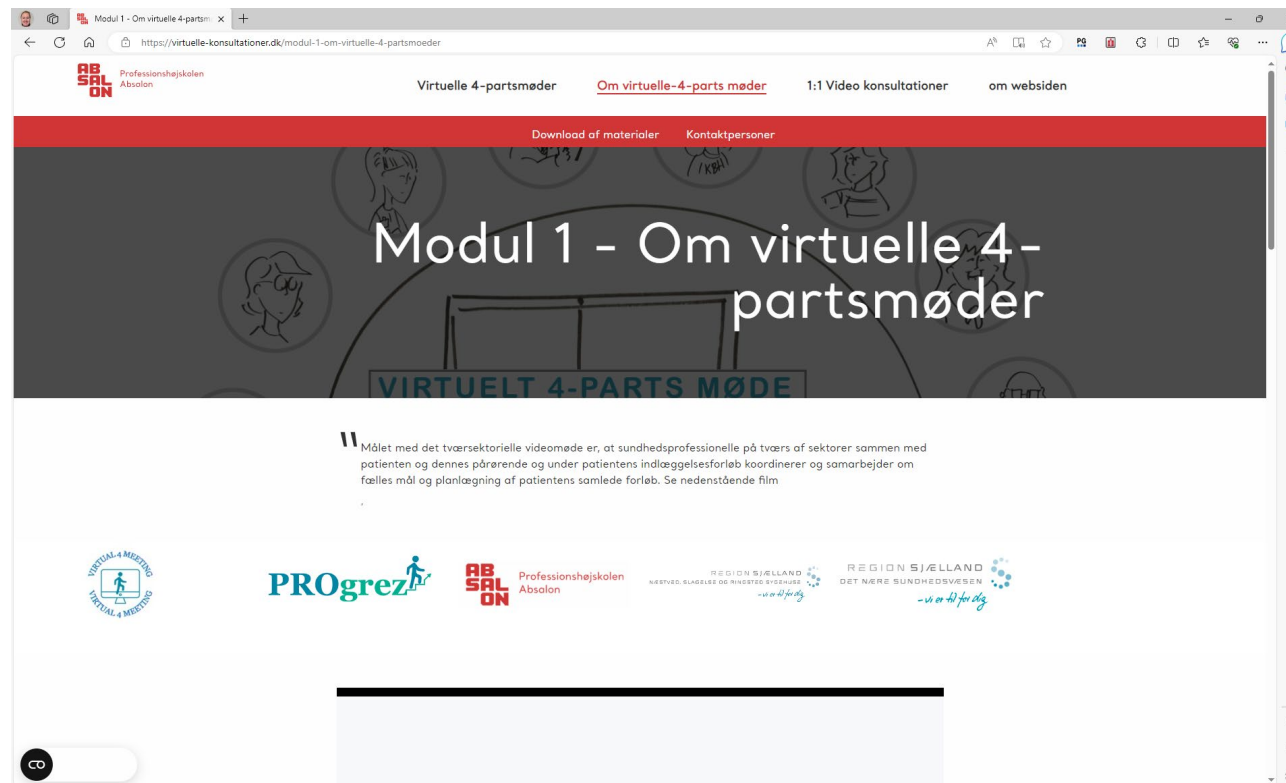 Modul 1 - Om virtuelle 4-partsm
https://virtuelle-konsultationer.dk/modul-1-om-virtuelle-4-partsmoeder
AB
SAL
ON
Professionshøjskolen
Absalon
Virtuelle 4-partsmøder
Om virtuelle-4-parts møder
1:1 Video konsultationer
om websiden
Download af materialer
Kontaktpersoner
/ KBH
Modul 1 - Om virtuelle 4-
partsmøder
VIRTUELT 4-PARTS MØDE
"Målet med det tværsektorielle videomøde er, at sundhedsprofessionelle på tværs af sektorer sammen med
patienten og dennes pårørende og under patientens indlæggelsesforløb koordinerer og samarbejder om
fælles mål og planlægning af patientens samlede forløb. Se nedenstående film
.
VIRTUAL 4 MEETING
VIRTUAL 4 MEETING
PROgrez
AB
SAL
ON
Professionshøjskolen
Absalon
REGION SJÆLLAND
NÆSTVED, SLAGELSE OG RINGSTED SYGEHUSE
- vi er til for dig
REGION SJÆLLAND
DET NÆRE SUNDHEDSVÆSEN
- vi er til for dig